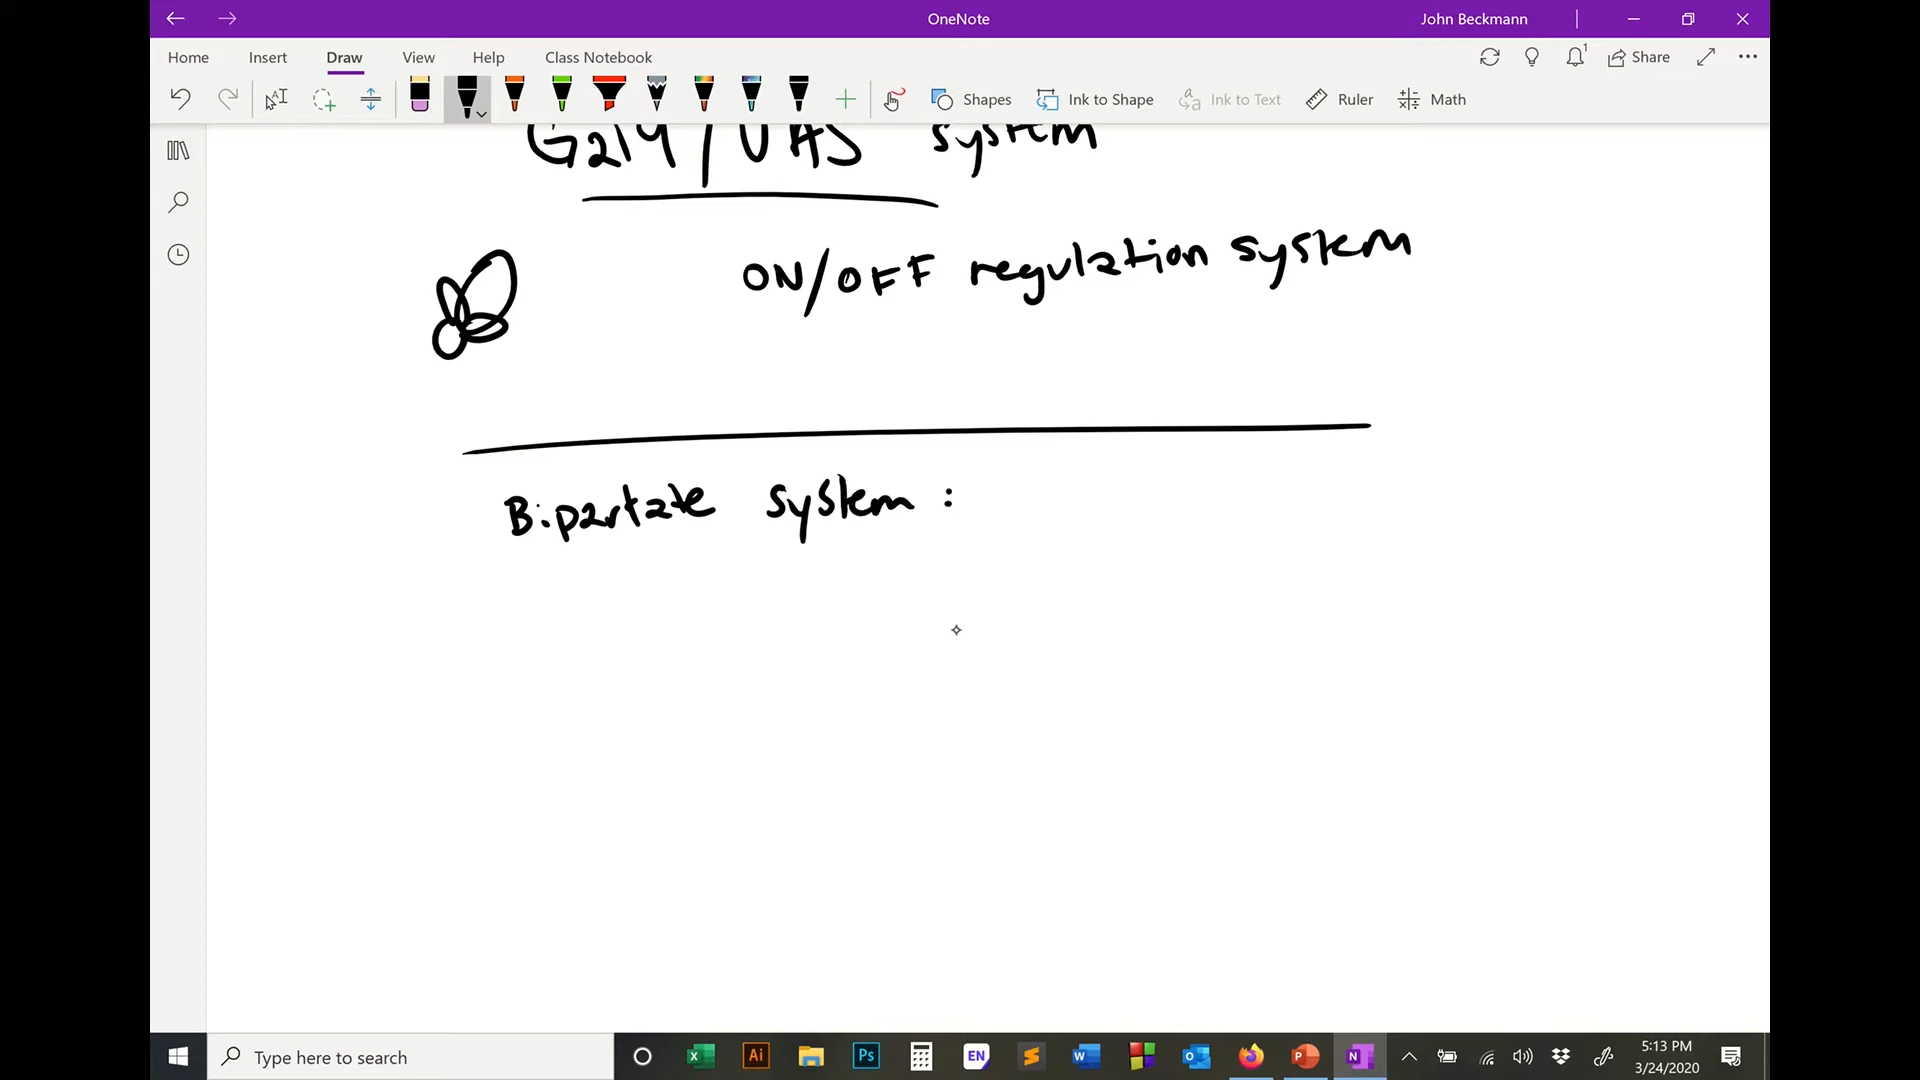 OneNote
John Beckmann
Home Insert Draw View Help Class Notebook
1 Share
Shapes Ink to Shape Ink to Text Ruler Math
Gal4/UAS system
ON/OFF regulation system
Bipartate system :
Type here to search
5:13 PM
3/24/2020